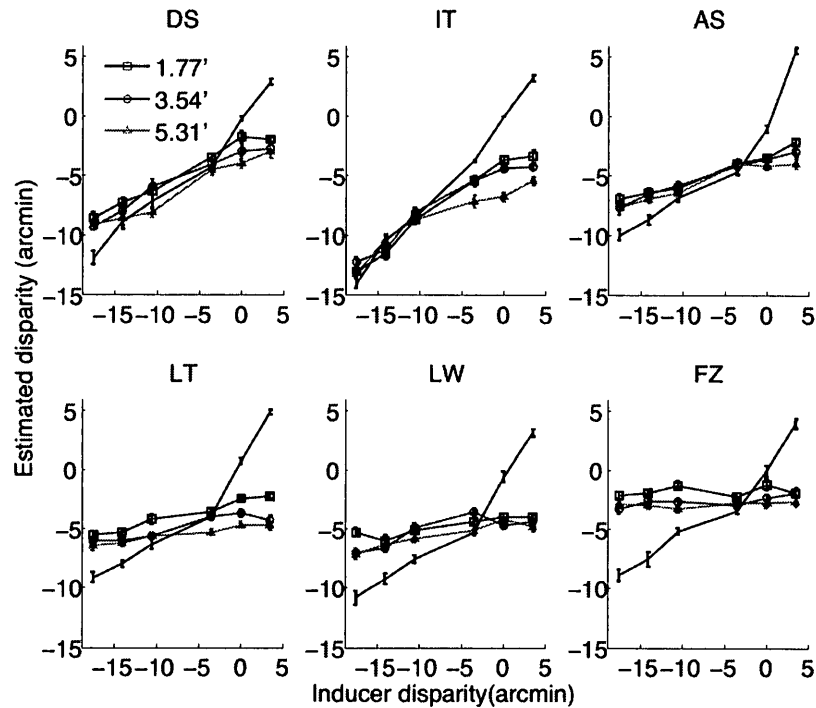 DS IT AS
1.77'
3.54'
5.31'
5 5 5
0 0 0
−5 −5 −5
−10 −10 −10
−15 −15 −15
−15−10 −5 0 5 −15−10 −5 0 5 −15−10 −5 0 5
Estimated disparity (arcmin)
LT LW FZ
5 5 5
0 0 0
−5 −5 −5
−10 −10 −10
−15 −15 −15
−15−10 −5 0 5 −15−10 −5 0 5 −15−10 −5 0 5
Inducer disparity(arcmin)